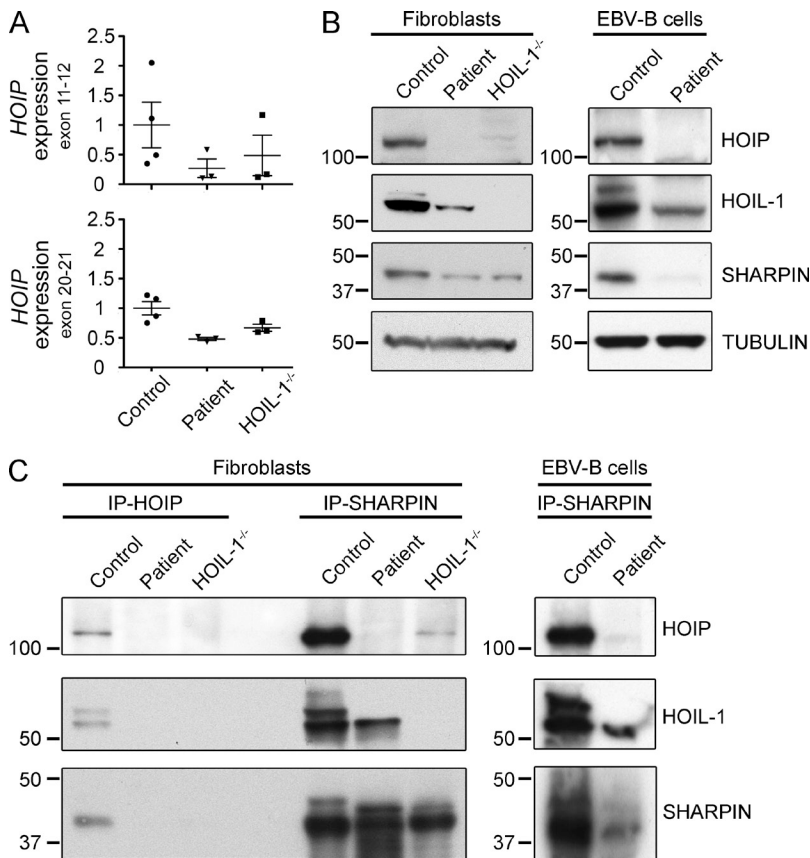 A
2.5
2
1.5
1
0.5
0
HOIP
expression
exon 11-12
2.5
2
1.5
1
0.5
0
HOIP
expression
exon 20-21
Control
Patient
HOIL-1-/-
B
Fibroblasts
EBV-B cells
Control
Patient
HOIL-1-/-
Control
Patient
100
100
HOIP
50
50
HOIL-1
50
37
50
37
SHARPIN
50
50
TUBULIN
C
Fibroblasts
EBV-B cells
IP-HOIP
IP-SHARPIN
IP-SHARPIN
Control
Patient
HOIL-1-/-
Control
Patient
HOIL-1-/-
Control
Patient
100
100
HOIP
50
50
HOIL-1
50
37
50
37
SHARPIN